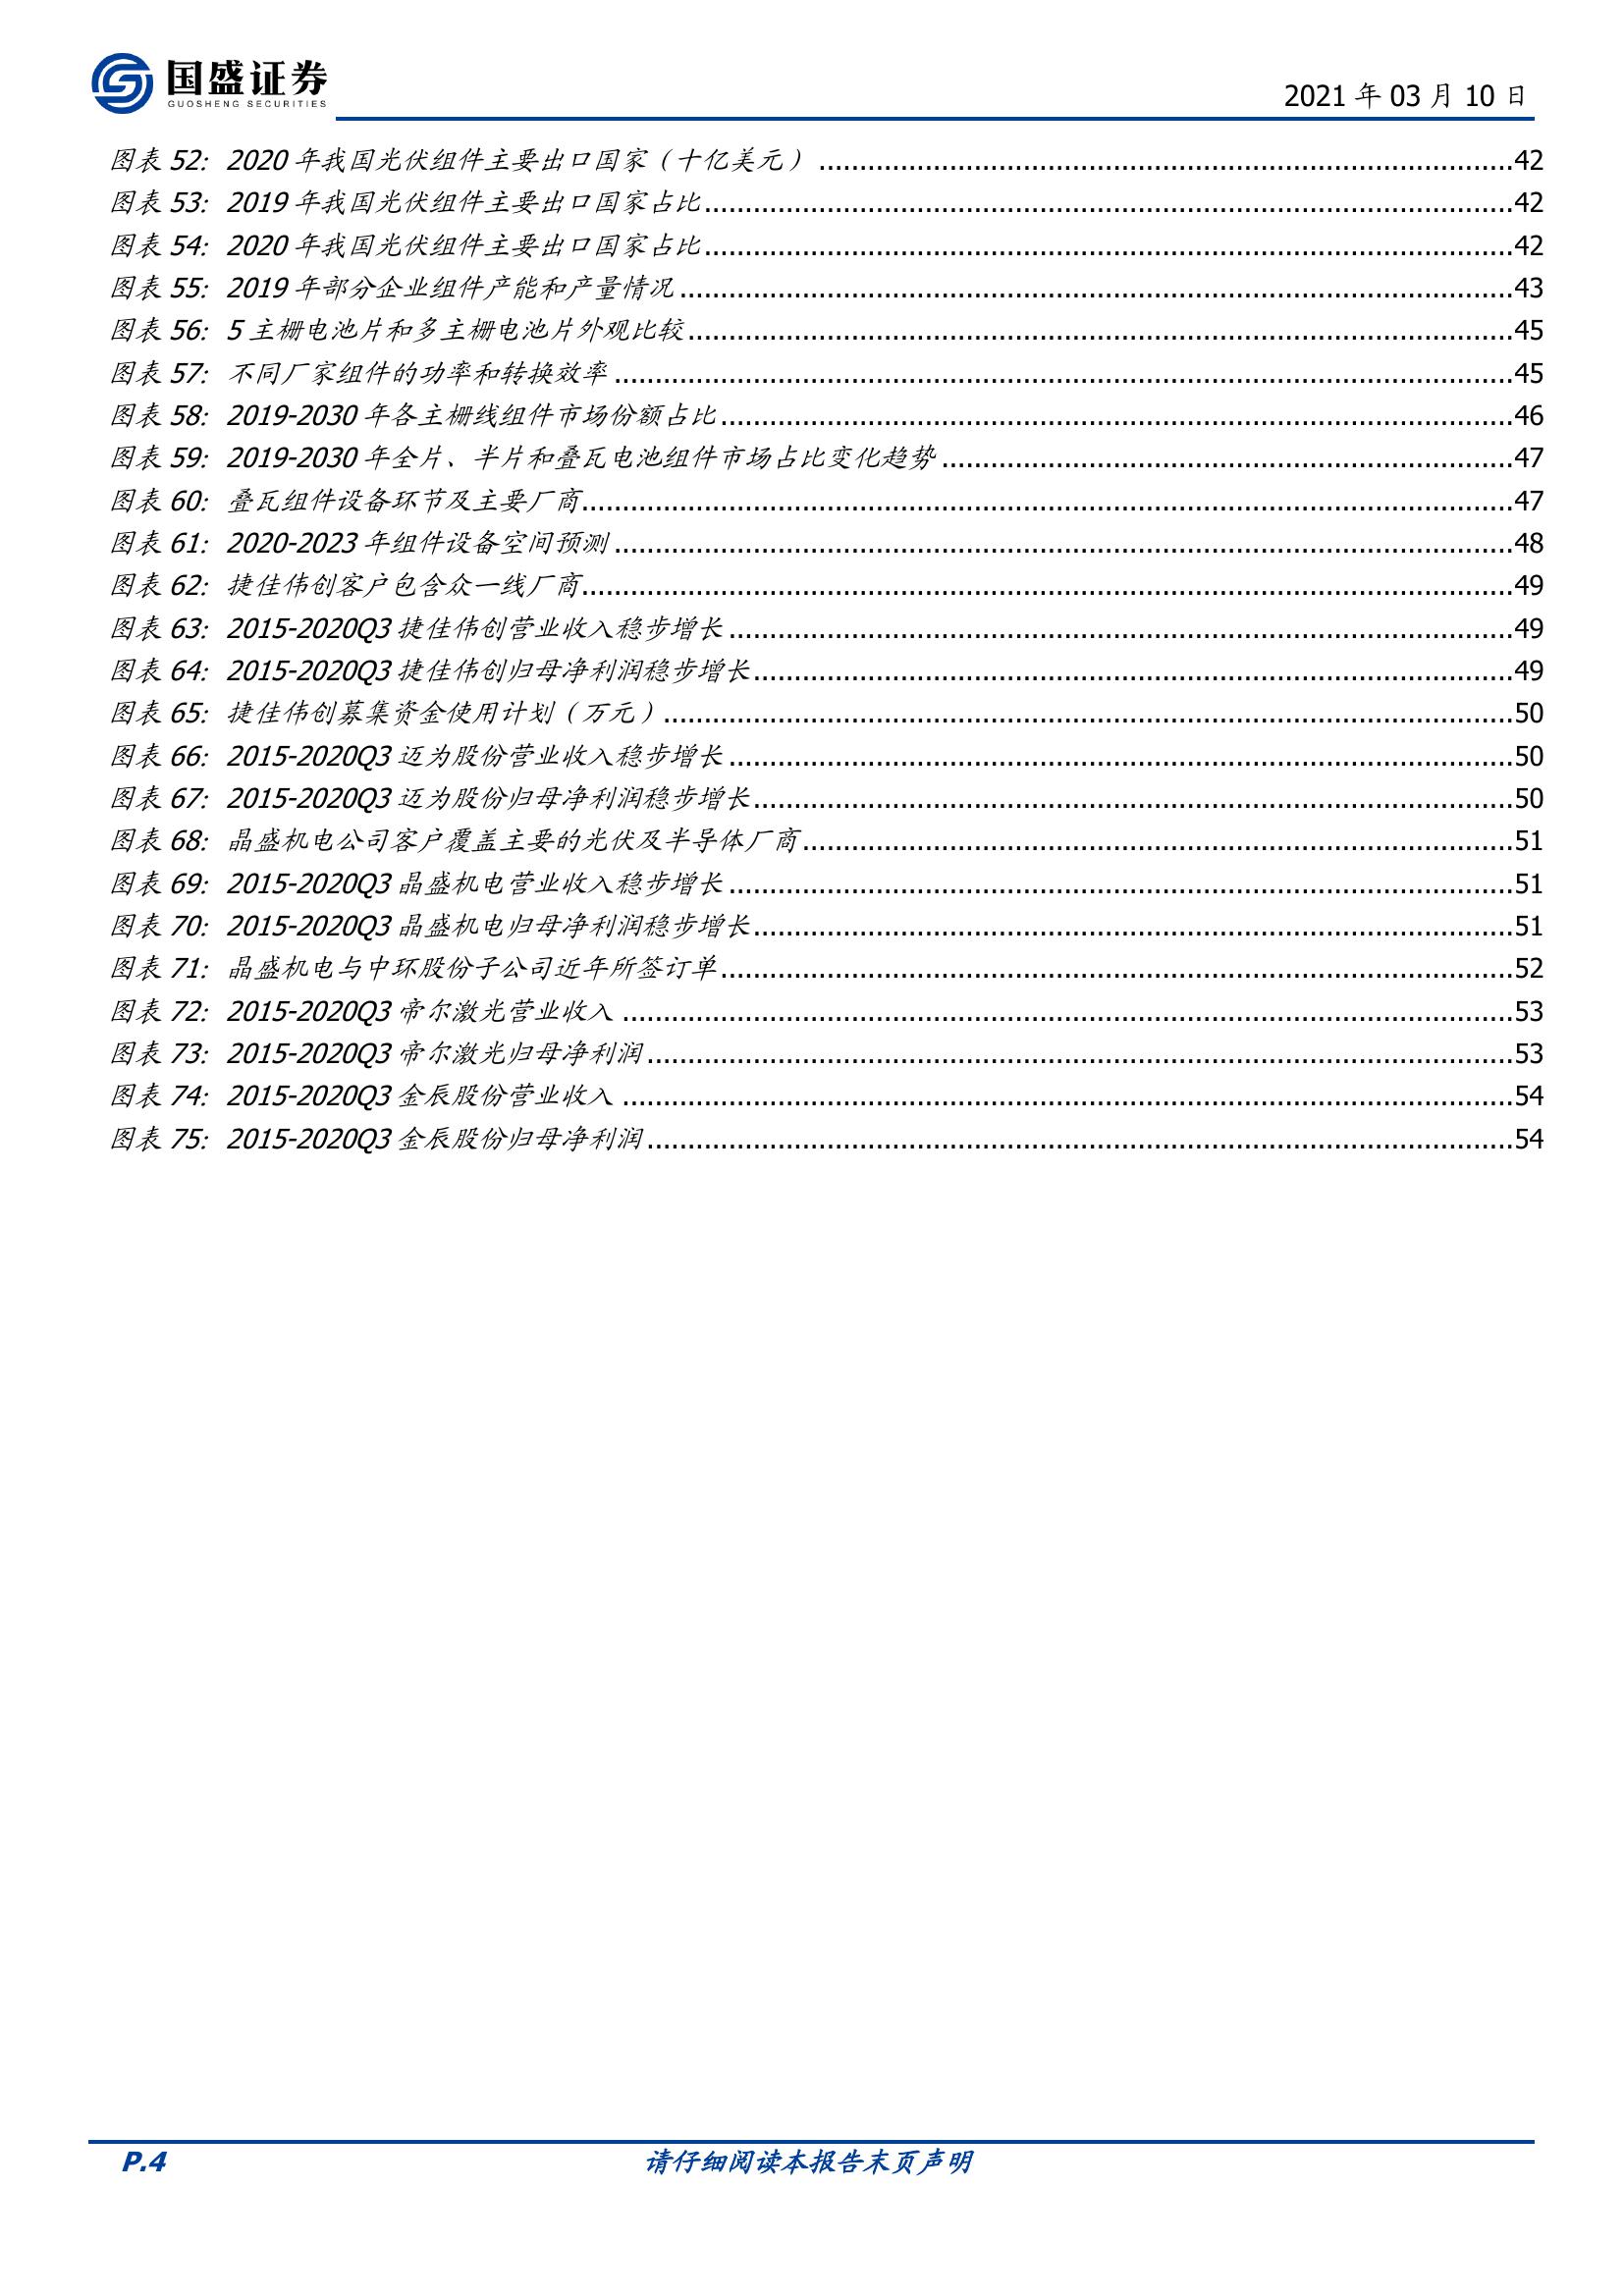 国盛证券
GUOSHENG SECURITIES
2021 年 03 月 10 日
图表 52: 2020 年我国光伏组件主要出口国家（十亿美元）........42
图表 53: 2019 年我国光伏组件主要出口国家占比........42
图表 54: 2020 年我国光伏组件主要出口国家占比........42
图表 55: 2019 年部分企业组件产能和产量情况........43
图表 56: 5 主栅电池片和多主栅电池片外观比较........45
图表 57: 不同厂家组件的功率和转换效率........45
图表 58: 2019-2030 年各主栅线组件市场份额占比........46
图表 59: 2019-2030 年全片、半片和叠瓦电池组件市场占比变化趋势........47
图表 60: 叠瓦组件设备环节及主要厂商........47
图表 61: 2020-2023 年组件设备空间预测........48
图表 62: 捷佳伟创客户包含众一线厂商........49
图表 63: 2015-2020Q3 捷佳伟创营业收入稳步增长........49
图表 64: 2015-2020Q3 捷佳伟创归母净利润稳步增长........49
图表 65: 捷佳伟创募集资金使用计划（万元）........50
图表 66: 2015-2020Q3 迈为股份营业收入稳步增长........50
图表 67: 2015-2020Q3 迈为股份归母净利润稳步增长........50
图表 68: 晶盛机电公司客户覆盖主要的光伏及半导体厂商........51
图表 69: 2015-2020Q3 晶盛机电营业收入稳步增长........51
图表 70: 2015-2020Q3 晶盛机电归母净利润稳步增长........51
图表 71: 晶盛机电与中环股份子公司近年所签订单........52
图表 72: 2015-2020Q3 帝尔激光营业收入........53
图表 73: 2015-2020Q3 帝尔激光归母净利润........53
图表 74: 2015-2020Q3 金辰股份营业收入........54
图表 75: 2015-2020Q3 金辰股份归母净利润........54
P.4
请仔细阅读本报告末页声明